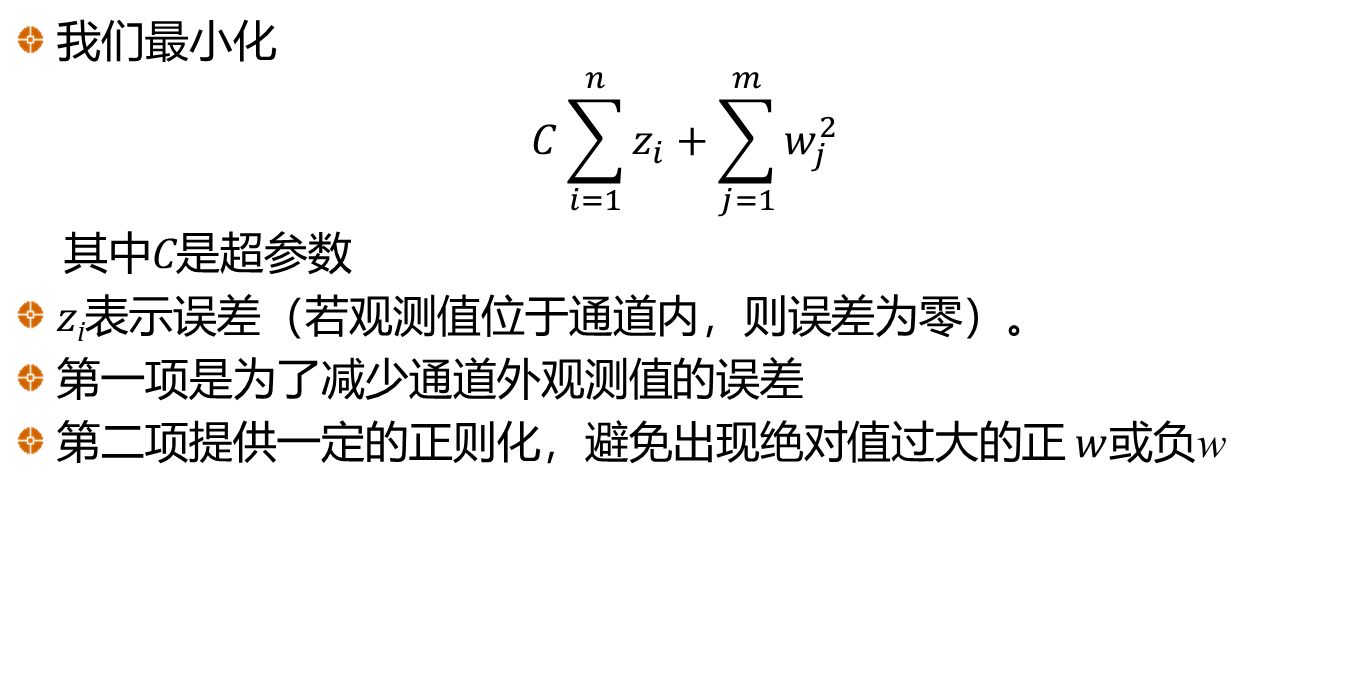 我们最小化
$C \sum_{i=1}^{n} z_i + \sum_{j=1}^{m} w_j^2$
其中C是超参数
$z_i$表示误差（若观测值位于通道内，则误差为零）。
第一项是为了减少通道外观测值的误差
第二项提供一定的正则化，避免出现绝对值过大的正 w或负w